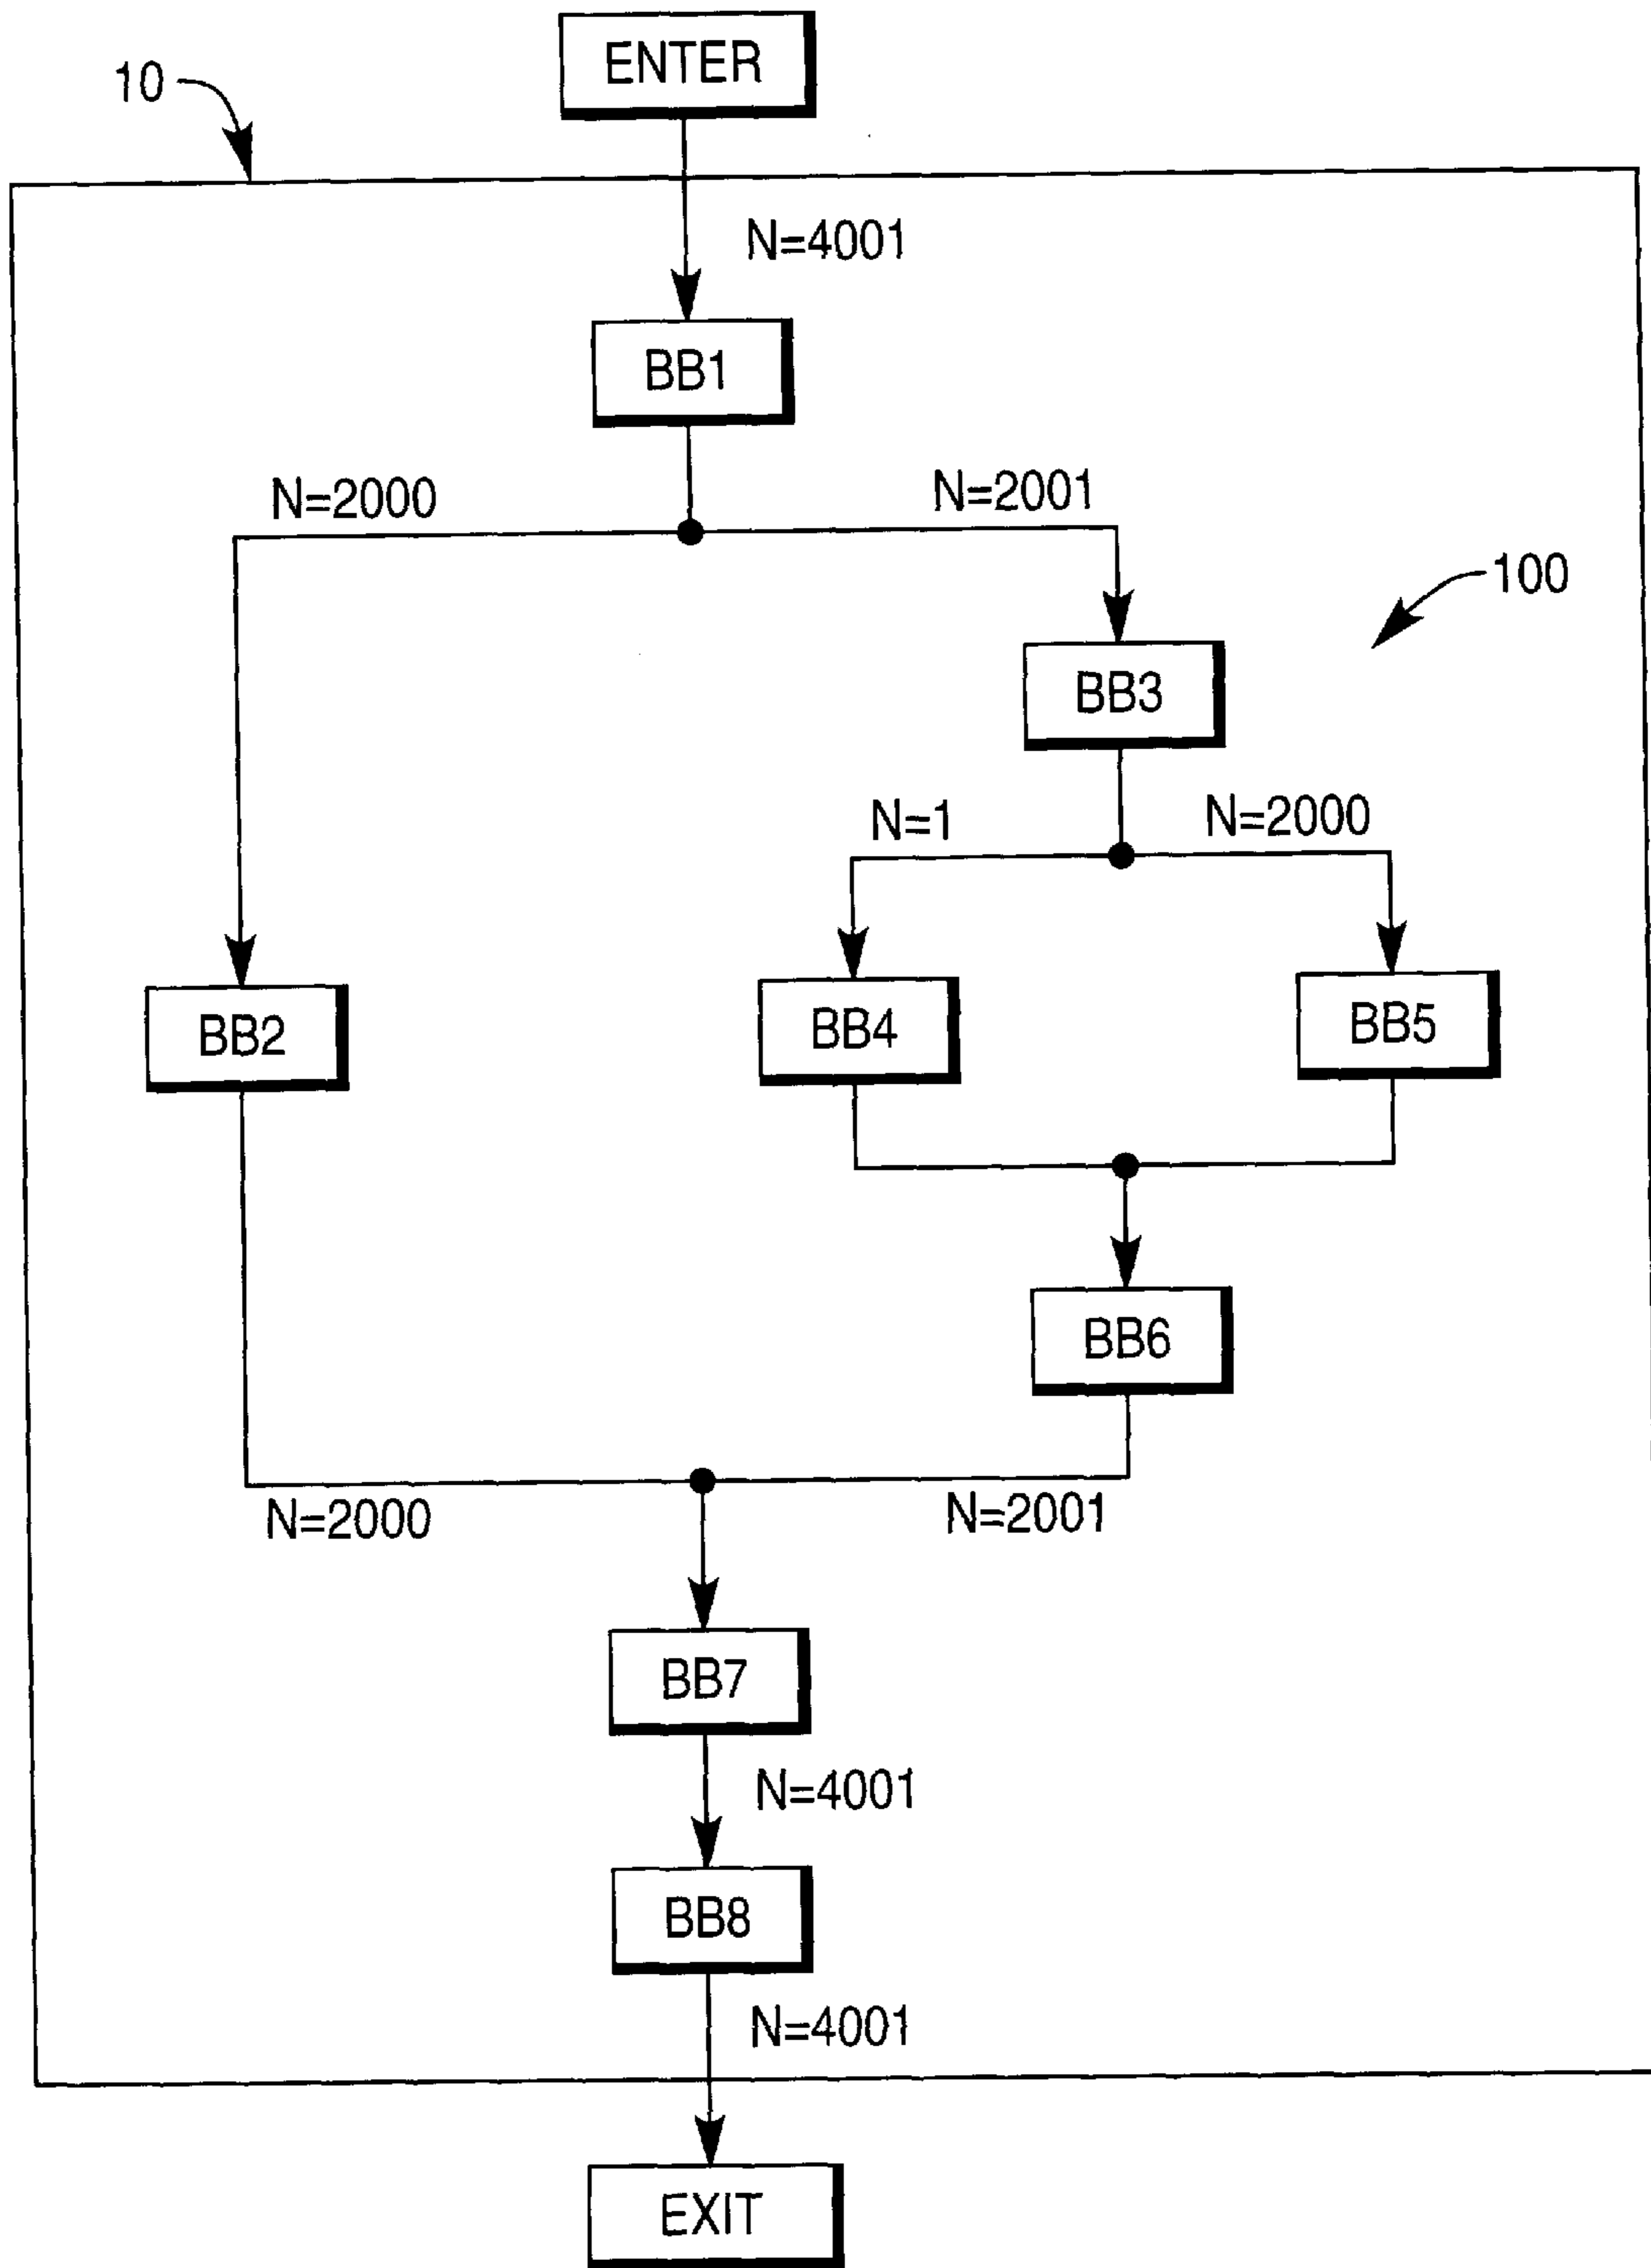 ENTER
10
N=4001
BB1
N=2000
N=2001
100
BB3
N=1
N=2000
BB2
BB4
BB5
BB6
N=2000
N=2001
BB7
N=4001
BB8
N=4001
EXIT